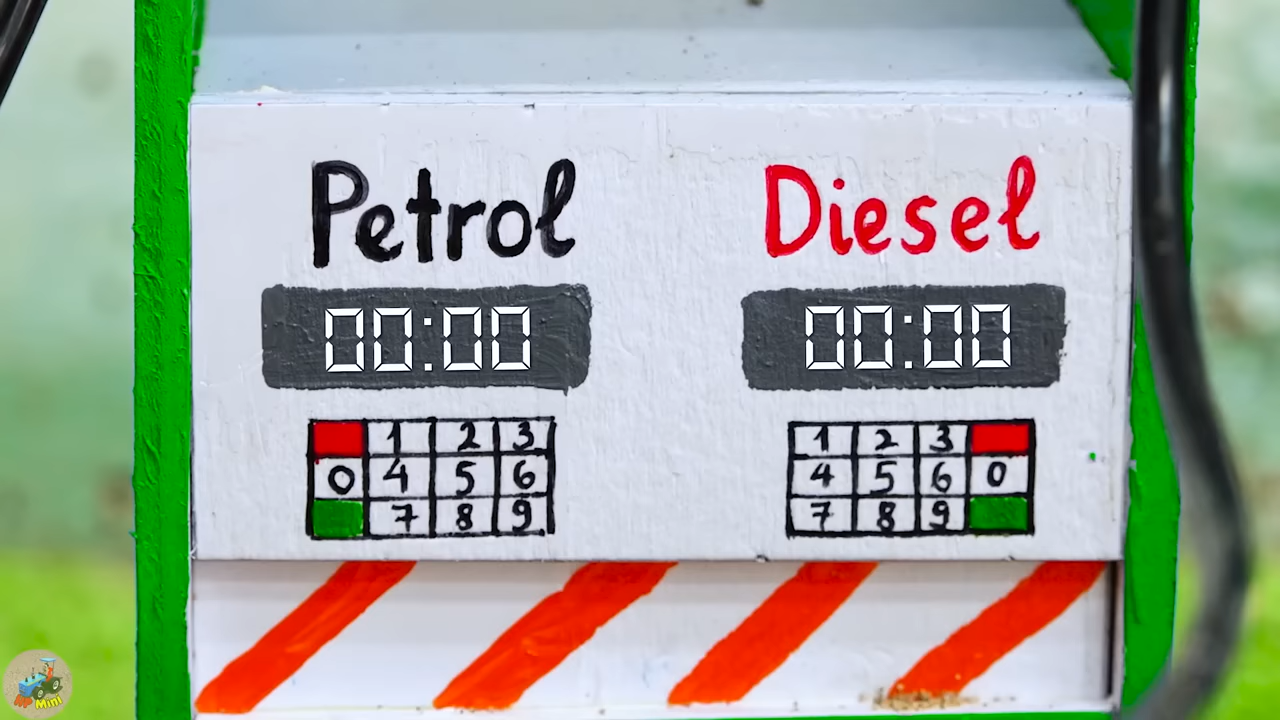 Petrol
00:00
1 2 3
0 4 5 6
7 8 9
Diesel
00:00
1 2 3
4 5 6 0
7 8 9
Mini